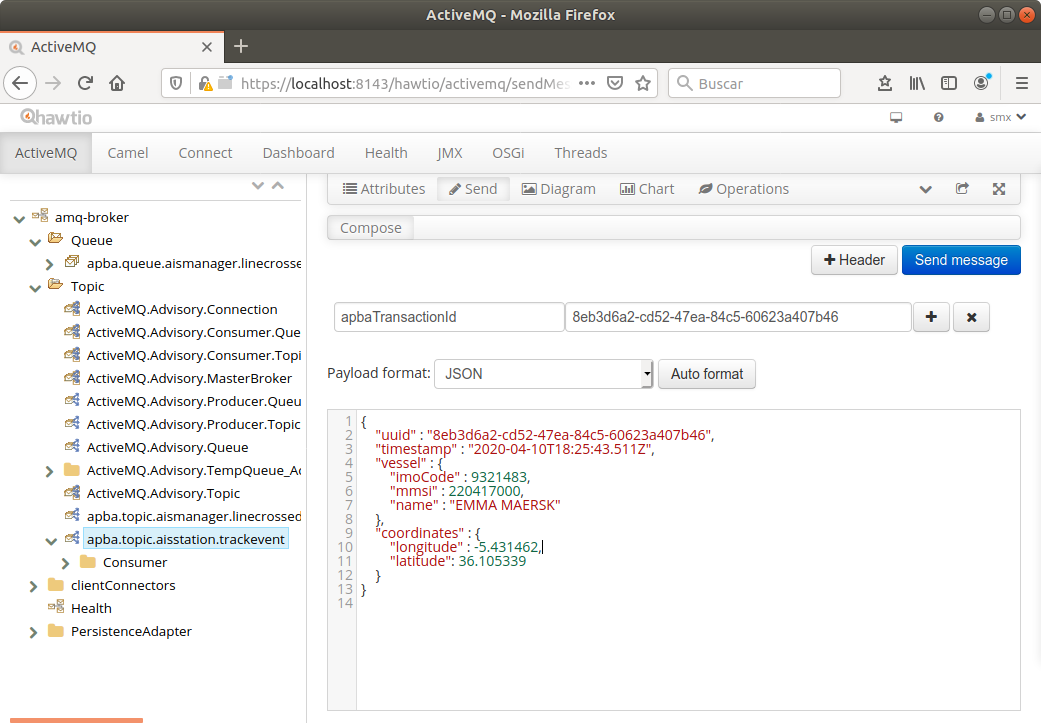 ActiveMQ - Mozilla Firefox
ActiveMQ
https://localhost:8143/hawtio/activemq/sendMes
Buscar
hawtio
smx
ActiveMQ Camel Connect Dashboard Health JMX OSGi Threads
Attributes Send Diagram Chart Operations
Compose
Header Send message
apbaTransactionId 8eb3d6a2-cd52-47ea-84c5-60623a407b46
Payload format: JSON Auto format
1 {
2 "uuid" : "8eb3d6a2-cd52-47ea-84c5-60623a407b46",
3 "timestamp" : "2020-04-10T18:25:43.511Z",
4 "vessel" : {
5 "imoCode" : 9321483,
6 "mmsi" : 220417000,
7 "name" : "EMMA MAERSK"
8 },
9 "coordinates" : {
10 "longitude" : -5.431462,
11 "latitude": 36.105339
12 }
13 }
14
amq-broker
Queue
apba.queue.aismanager.linecrosse
Topic
ActiveMQ.Advisory.Connection
ActiveMQ.Advisory.Consumer.Que
ActiveMQ.Advisory.Consumer.Topi
ActiveMQ.Advisory.MasterBroker
ActiveMQ.Advisory.Producer.Queu
ActiveMQ.Advisory.Producer.Topic
ActiveMQ.Advisory.Queue
ActiveMQ.Advisory.TempQueue_Ac
ActiveMQ.Advisory.Topic
apba.topic.aismanager.linecrossed
apba.topic.aisstation.trackevent
Consumer
clientConnectors
Health
PersistenceAdapter